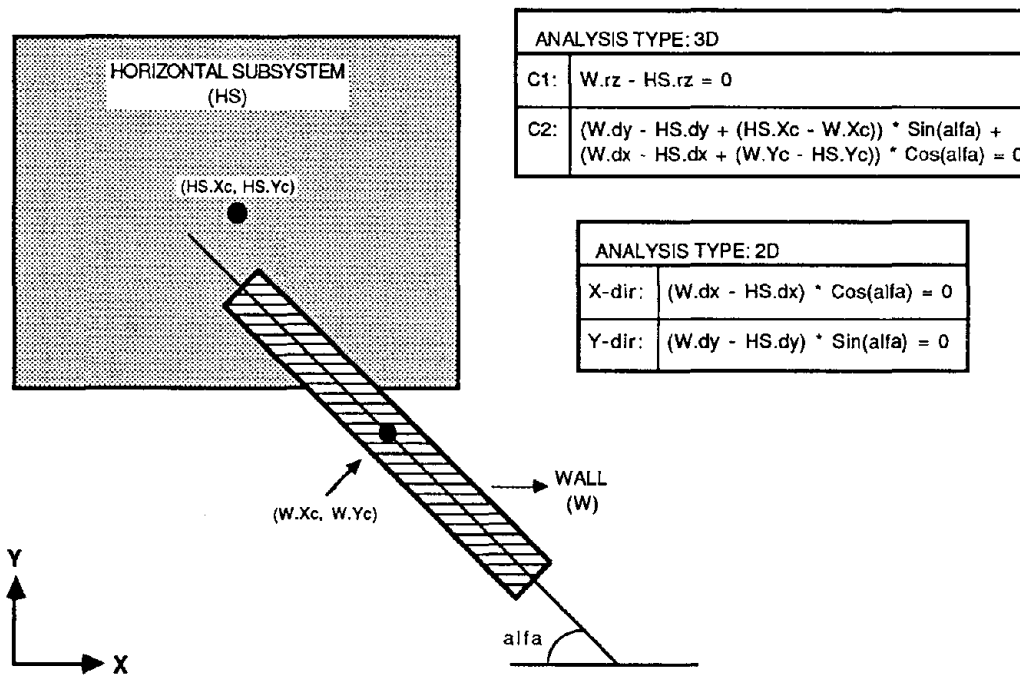 HORIZONTAL SUBSYSTEM
(HS)
(HS.Xc, HS.Yc)
(W.Xc, W.Yc)
WALL
(W)
alfa
Y
X
ANALYSIS TYPE: 3D
C1: W.rz - HS.rz = 0
C2: (W.dy - HS.dy + (HS.Xc - W.Xc)) * Sin(alfa) +
(W.dx - HS.dx + (W.Yc - HS.Yc)) * Cos(alfa) = 0
ANALYSIS TYPE: 2D
X-dir: (W.dx - HS.dx) * Cos(alfa) = 0
Y-dir: (W.dy - HS.dy) * Sin(alfa) = 0